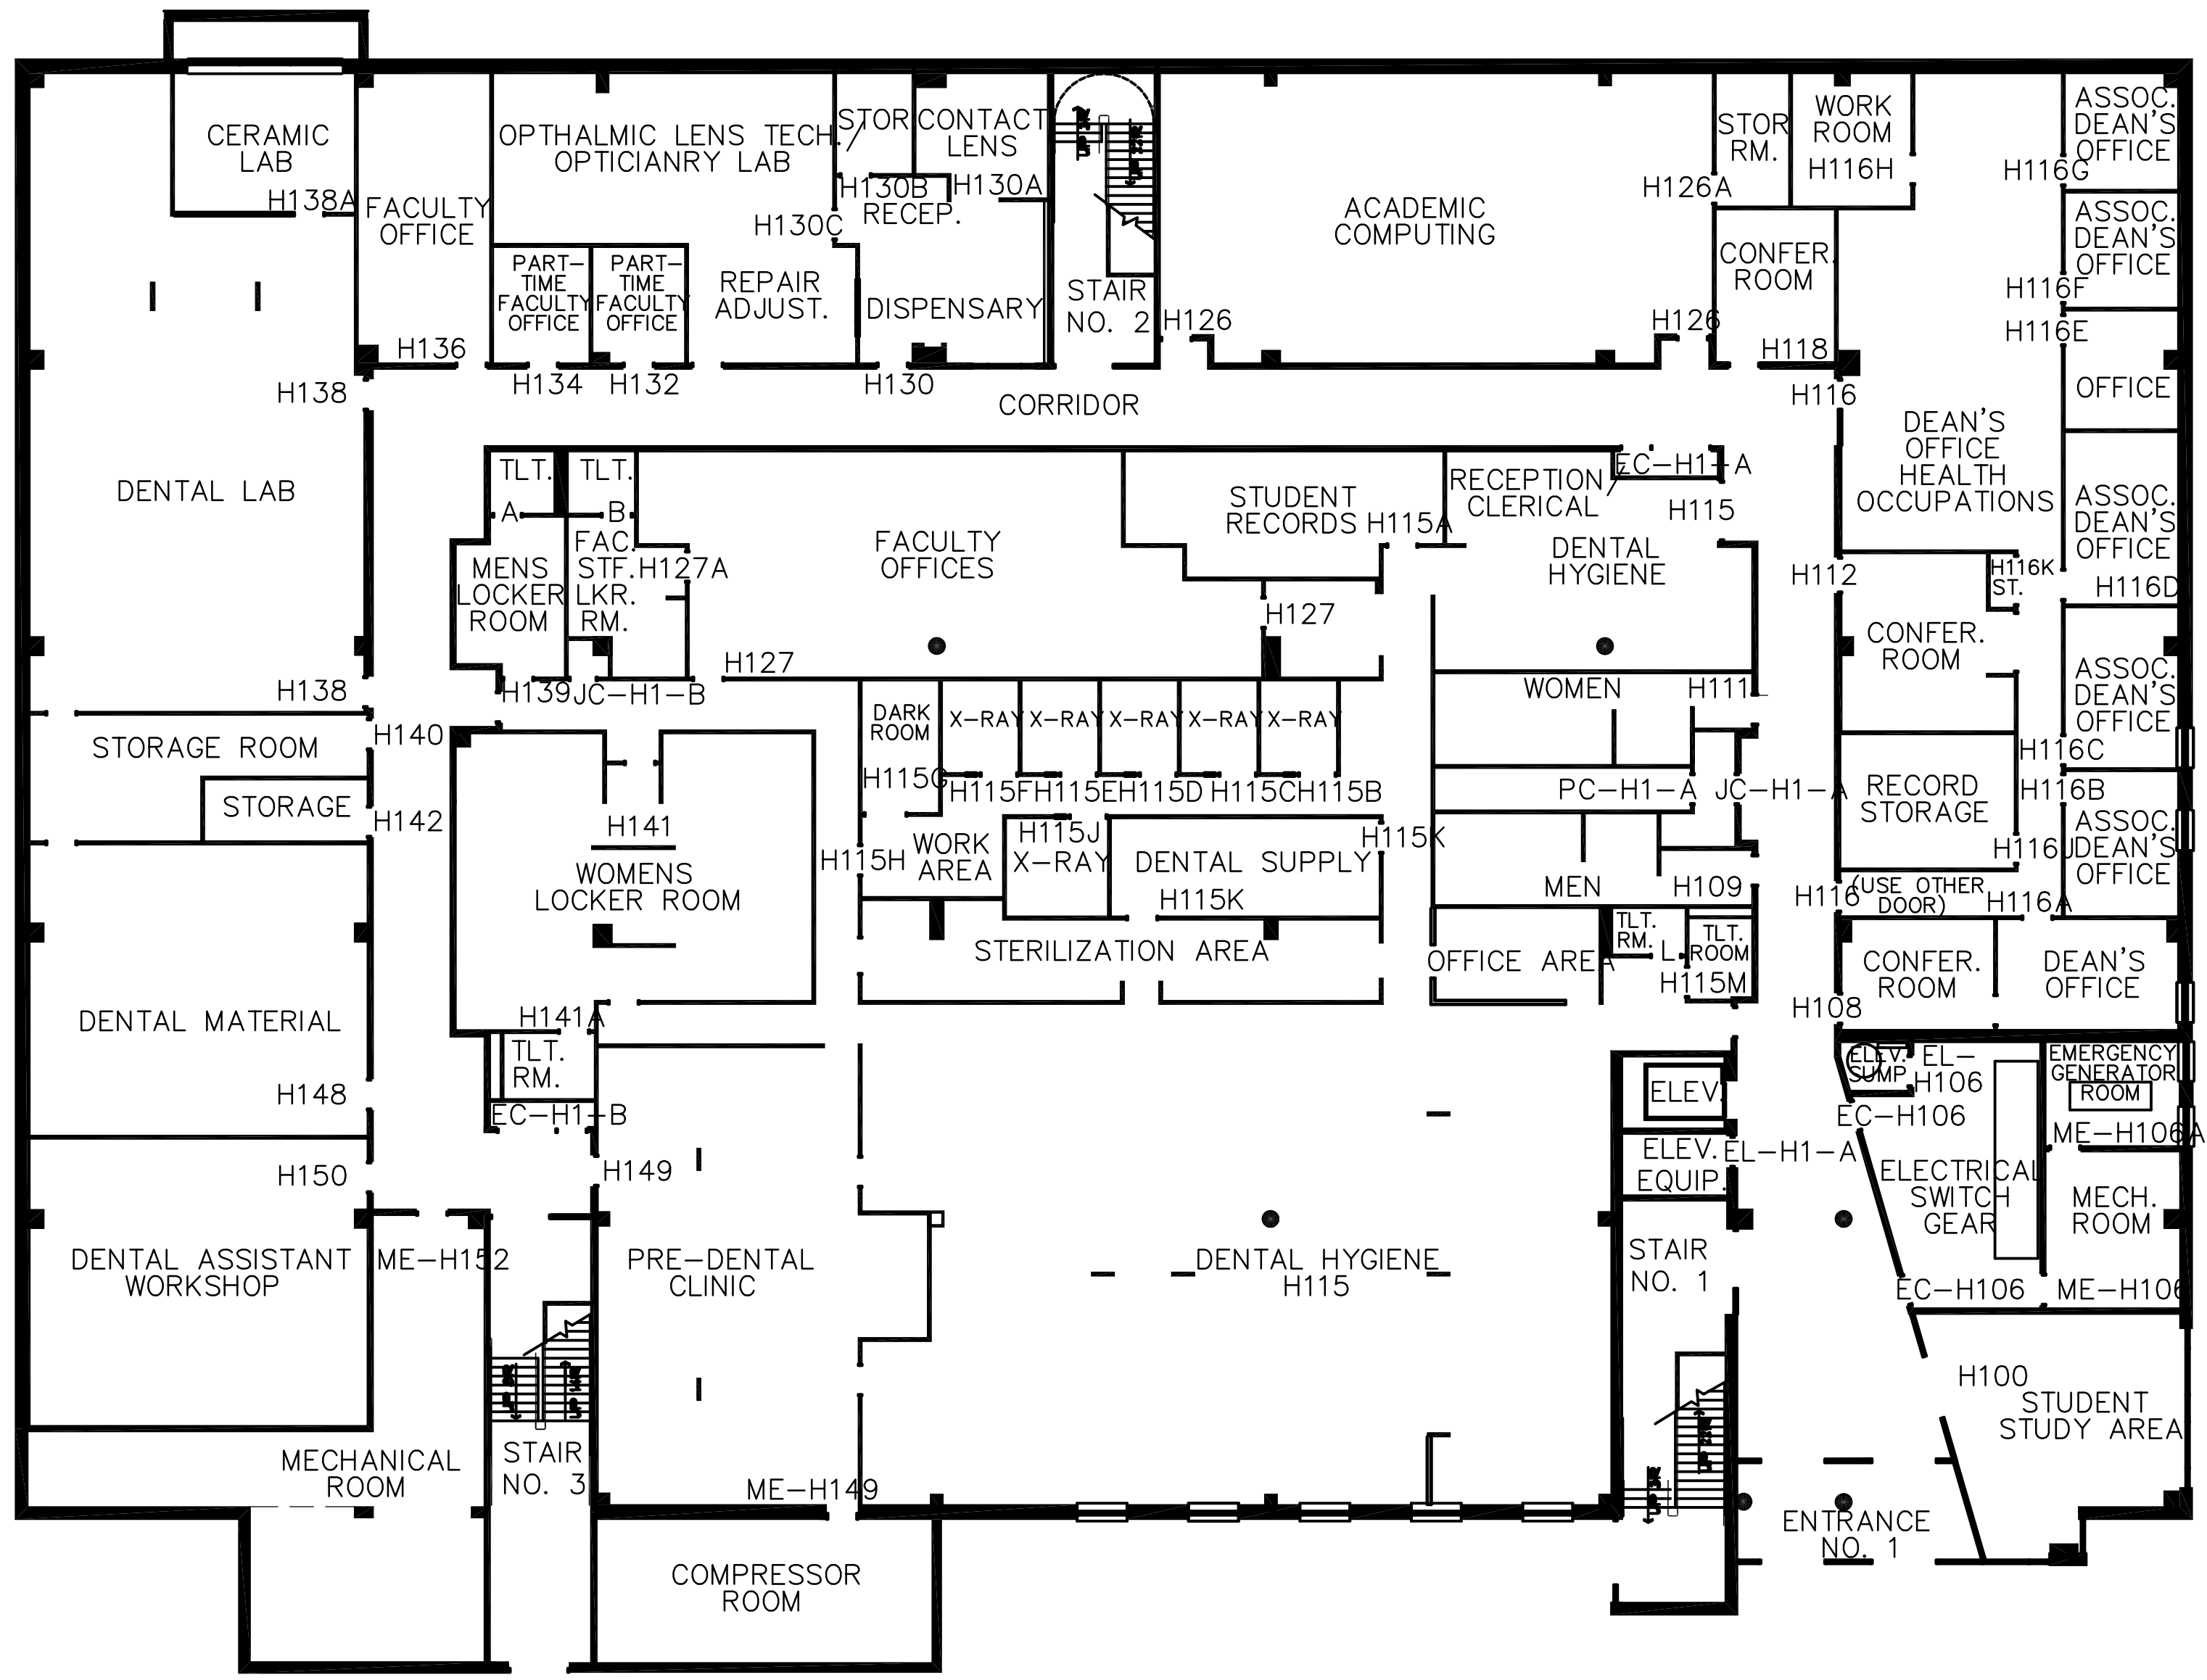 CERAMIC
LAB
H138A
FACULTY
OFFICE
H136
OPTHALMIC LENS TECH.
OPTICIANRY LAB
PART-
TIME
FACULTY
OFFICE
H134
PART-
TIME
FACULTY
OFFICE
H132
REPAIR
ADJUST.
H130C
STOR
H130B
CONTACT
LENS
H130A
RECEP.
DISPENSARY
H130
STAIR
NO. 2
H126
ACADEMIC
COMPUTING
H126
H126A
STOR
RM.
WORK
ROOM
H116H
CONFER.
ROOM
H118
ASSOC.
DEAN'S
OFFICE
H116G
ASSOC.
DEAN'S
OFFICE
H116F
H116E
OFFICE
CORRIDOR
H138
H116
DEAN'S
OFFICE
HEALTH
OCCUPATIONS
ASSOC.
DEAN'S
OFFICE
H116D
DENTAL LAB
H138
TLT.
A
TLT.
B
MENS
LOCKER
ROOM
FAC.
STF.
LKR.
RM.
H127A
FACULTY
OFFICES
STUDENT
RECORDS
H115A
RECEPTION
CLERICAL
EC-H1-A
H115
DENTAL
HYGIENE
H127
H127
H139
JC-H1-B
H112
H116K
ST.
CONFER.
ROOM
ASSOC.
DEAN'S
OFFICE
H116C
STORAGE ROOM
H140
STORAGE
H142
DARK
ROOM
H115G
X-RAY
X-RAY
X-RAY
X-RAY
X-RAY
H115F
H115E
H115D
H115C
H115B
WOMEN
H111
PC-H1-A
JC-H1-A
RECORD
STORAGE
H116B
H116J
ASSOC.
DEAN'S
OFFICE
H141
WOMENS
LOCKER ROOM
H115H
WORK
AREA
H115J
X-RAY
DENTAL SUPPLY
H115K
H115K
MEN
H109
H116
(USE OTHER
DOOR)
H116A
STERILIZATION AREA
OFFICE AREA
TLT.
RM.
L.
TLT.
ROOM
H115M
CONFER.
ROOM
DEAN'S
OFFICE
H108
DENTAL MATERIAL
H148
H141A
TLT.
RM.
EC-H1-B
H149
H150
ELEV.
ELEV.
EQUIP.
EL-H1-A
ELEV.
SUMP
EL-
H106
EC-H106
EMERGENCY
GENERATOR
ROOM
ME-H106A
ELECTRICAL
SWITCH
GEAR
MECH.
ROOM
EC-H106
ME-H106
DENTAL ASSISTANT
WORKSHOP
ME-H152
PRE-DENTAL
CLINIC
DENTAL HYGIENE
H115
STAIR
NO. 1
H100
STUDENT
STUDY AREA
MECHANICAL
ROOM
STAIR
NO. 3
ME-H149
COMPRESSOR
ROOM
ENTRANCE
NO. 1